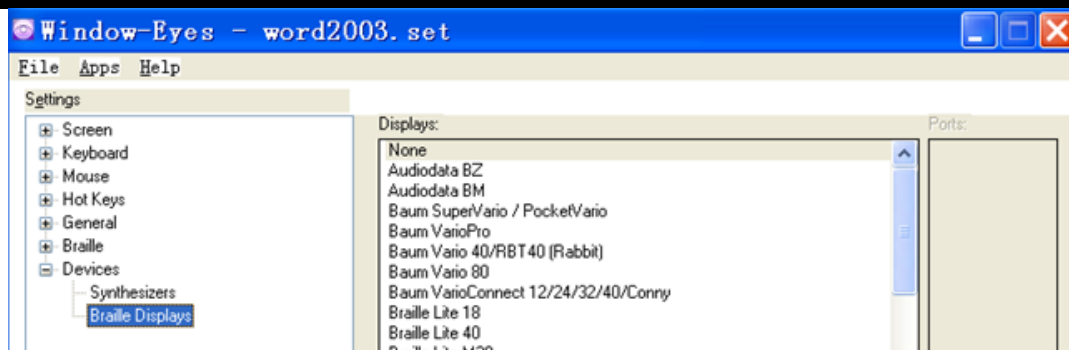 Window-Eyes - word2003.set
File Apps Help
Settings
Screen
Keyboard
Mouse
Hot Keys
General
Braille
Devices
Synthesizers
Braille Displays
Displays:
None
Audiodata BZ
Audiodata BM
Baum SuperVario / PocketVario
Baum VarioPro
Baum Vario 40/RBT40 (Rabbit)
Baum Vario 80
Baum VarioConnect 12/24/32/40/Conny
Braille Lite 18
Braille Lite 40
Ports: